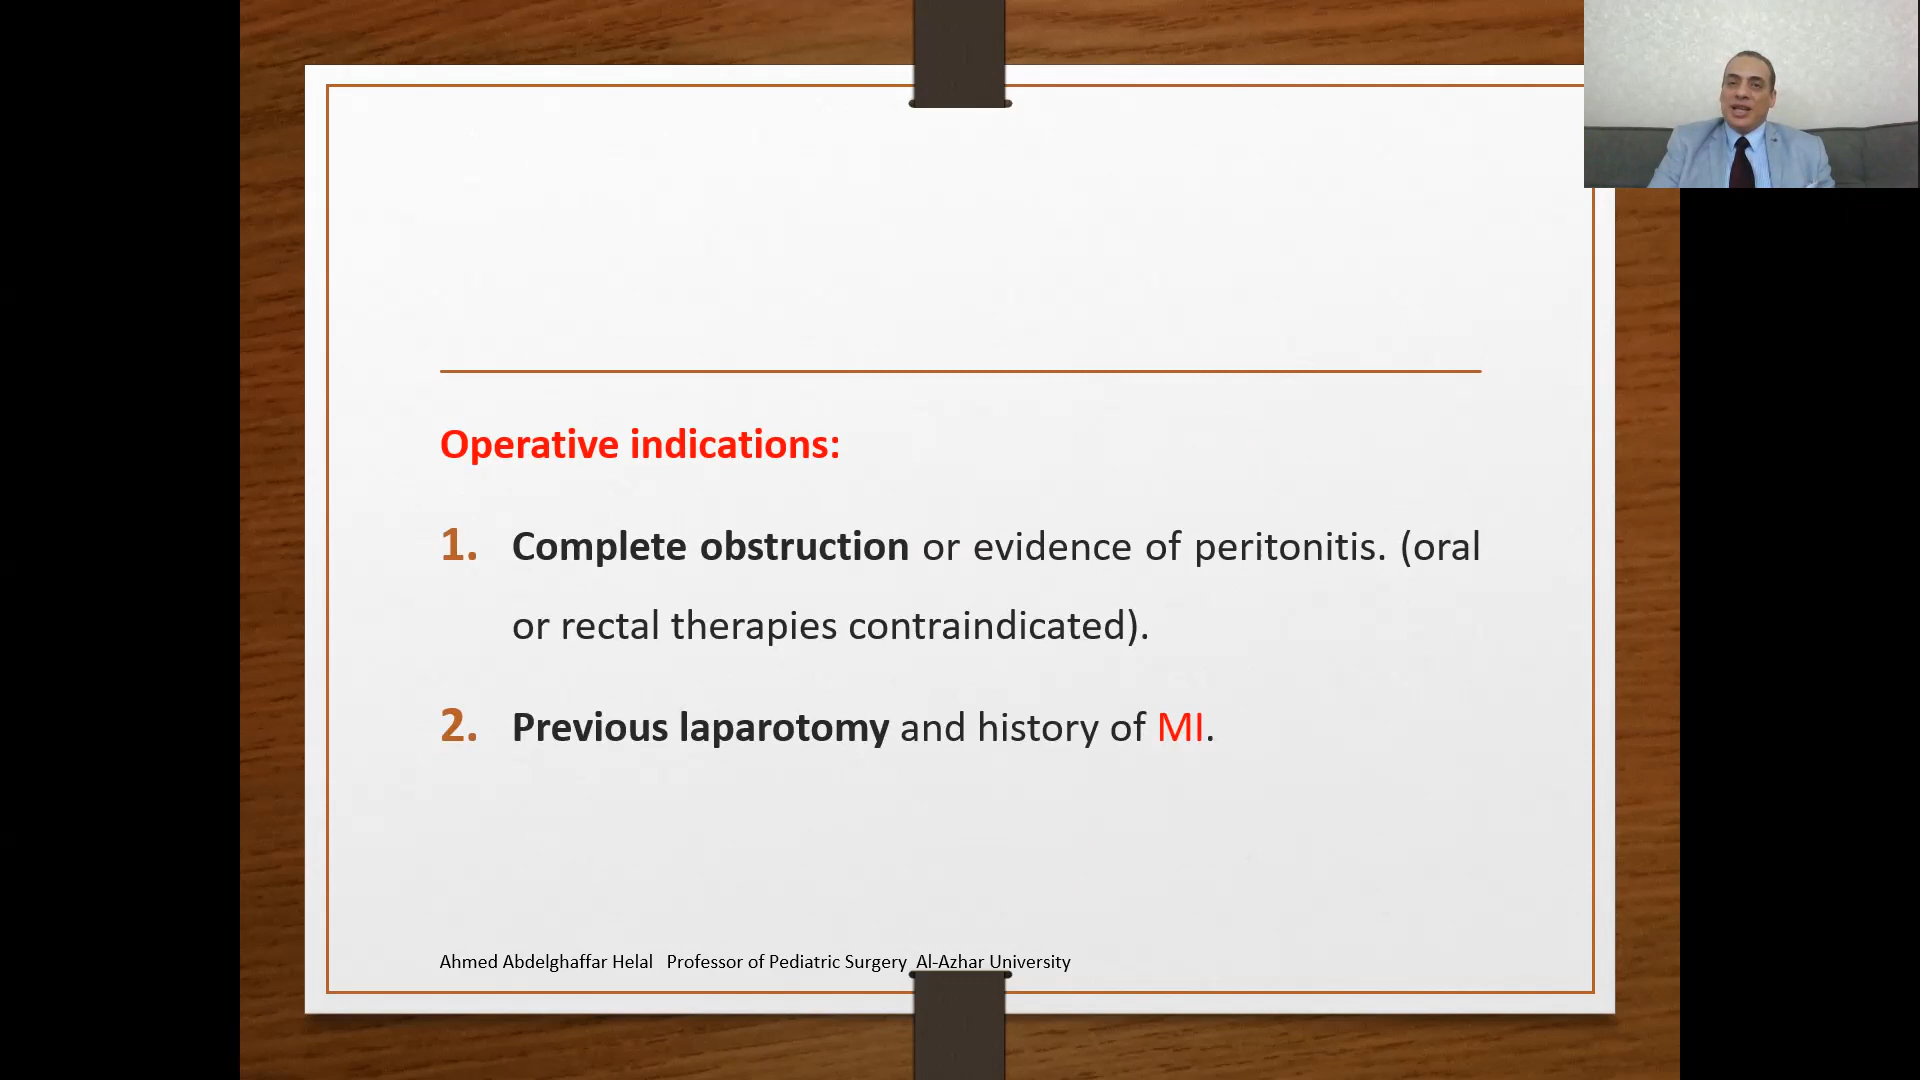 Operative indications:
1. Complete obstruction or evidence of peritonitis. (oral
or rectal therapies contraindicated).
2. Previous laparotomy and history of MI.
Ahmed Abdelghaffar Helal Professor of Pediatric Surgery Al-Azhar University